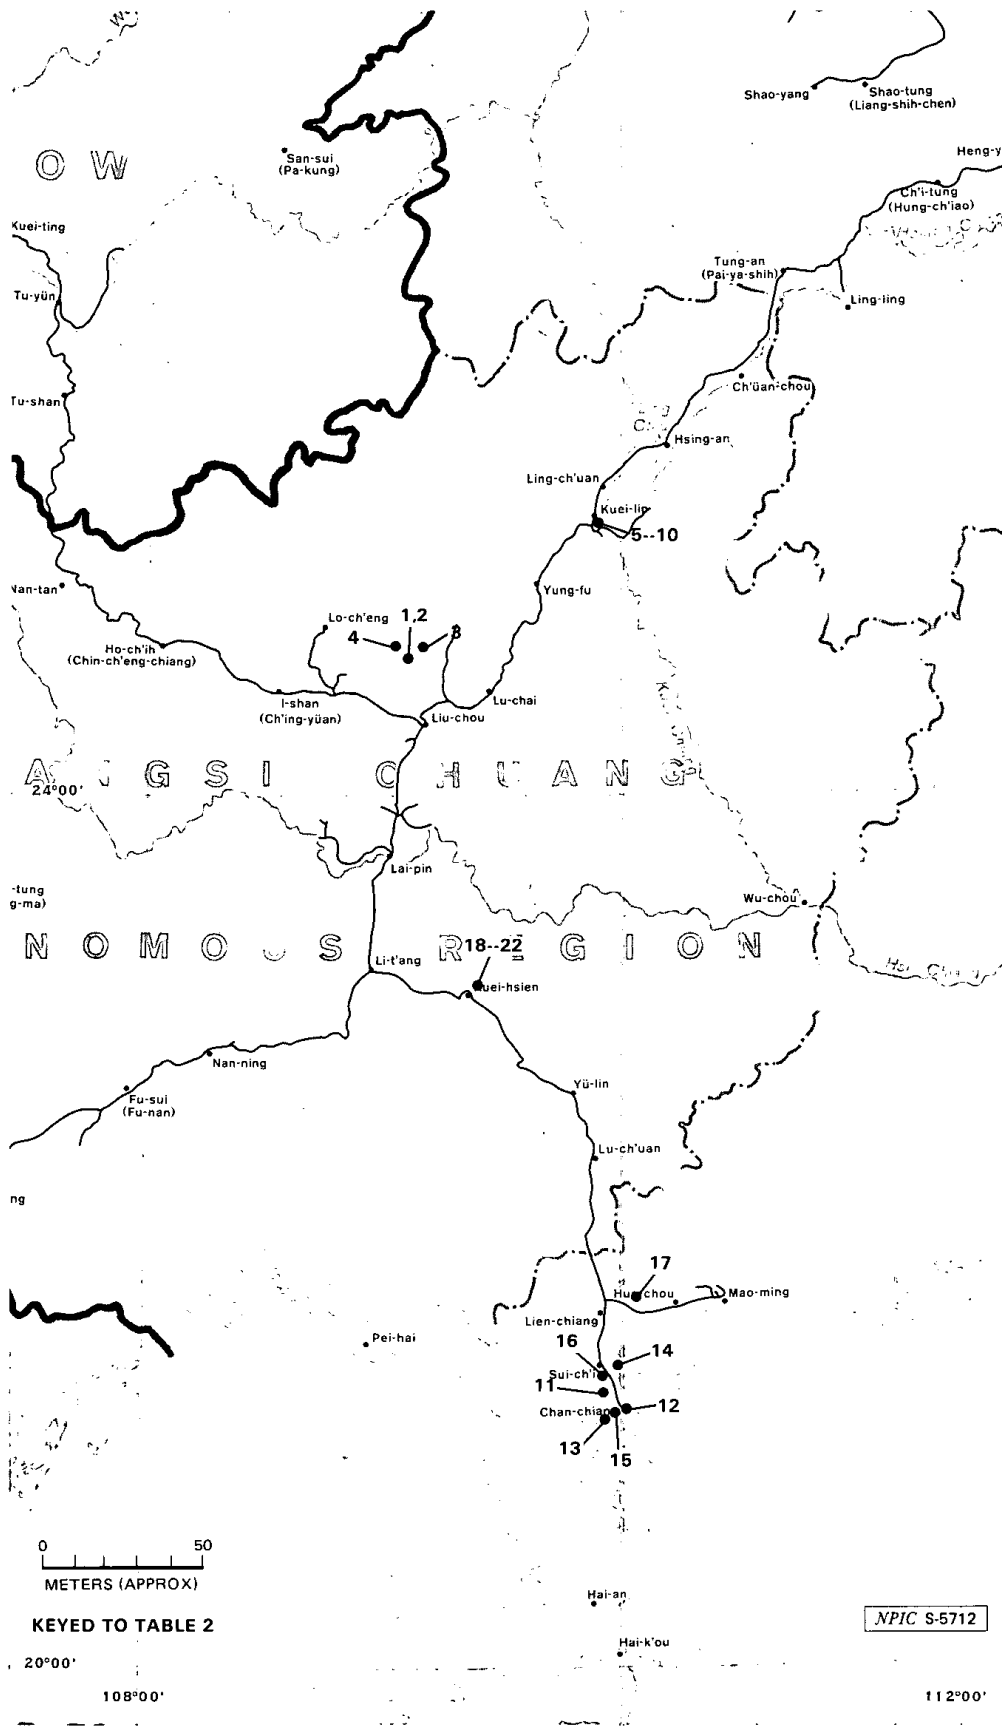 Shao-yang
Shao-tung
(Liang-shih-chen)
O W
San-sui
(Pa-kung)
Heng-y
Ch'i-tung
(Hung-ch'iao)
Kuei-ting
Tung-an
(Pai-ya-shih)
Tu-yün
Ling-ling
Tu-shan
Ch'üan-chou
Hsing-an
Ling-ch'uan
Kuei-lin
5--10
Nan-tan
Yung-fu
Lo-ch'eng
1,2
4
3
Ho-ch'ih
(Chin-ch'eng-chiang)
I-shan
(Ch'ing-yüan)
Lu-chai
Liu-chou
A N G S I C H U A N G
24°00'
Lai-pin
-tung
g-ma)
Wu-chou
N O M O U S R E G I O N
18--22
Li-t'ang
Kuei-hsien
Nan-ning
Yü-lin
Fu-sui
(Fu-nan)
Lu-ch'uan
ng
17
Hua-chou
Mao-ming
Lien-chiang
Pei-hai
16
14
Sui-ch'i
11
Chan-chian
12
13
15
0 50
METERS (APPROX)
KEYED TO TABLE 2
Hai-an
NPIC S-5712
Hai-k'ou
20°00'
108°00'
112°00'